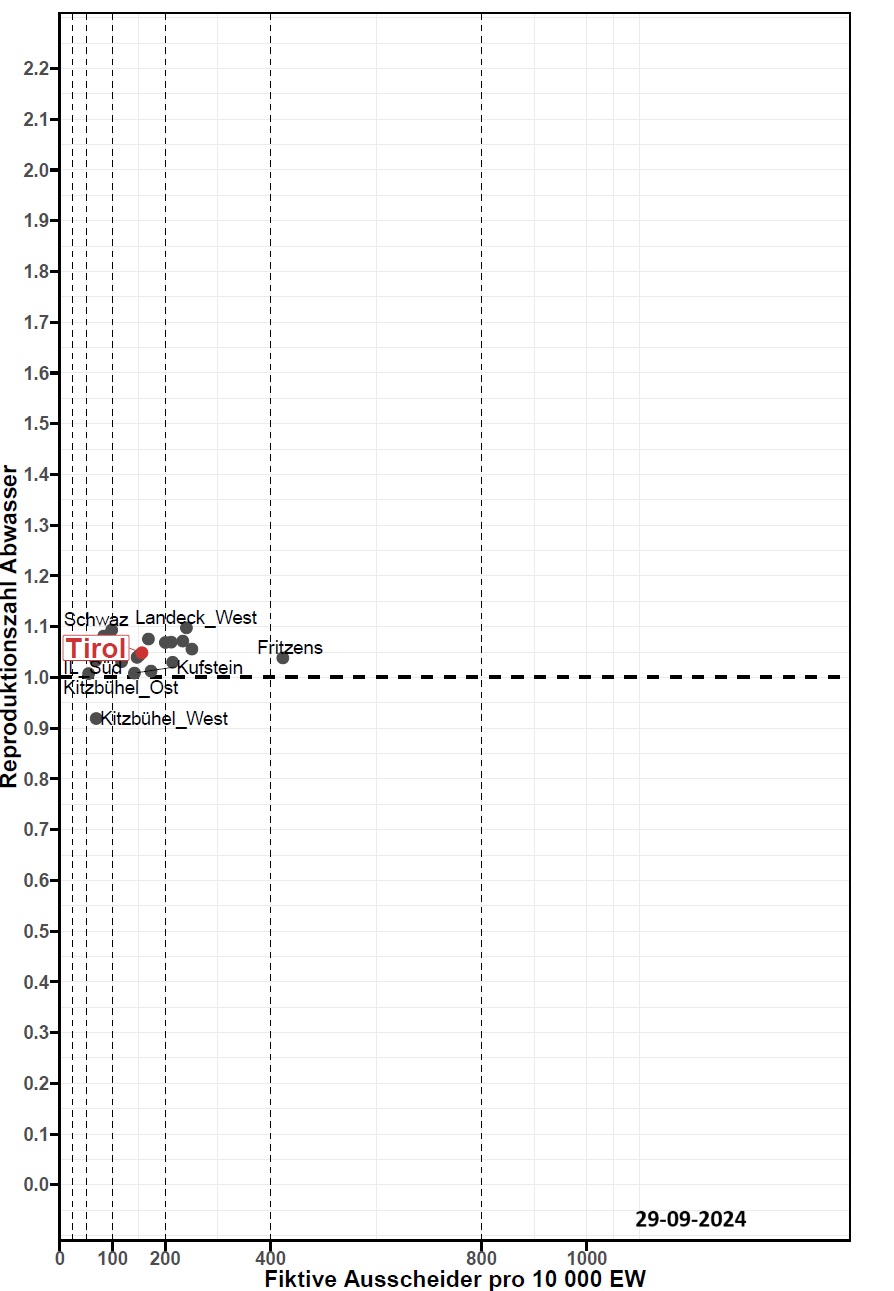 Reproduktionszahl Abwasser
2.2
2.1
2.0
1.9
1.8
1.7
1.6
1.5
1.4
1.3
1.2
1.1
1.0
0.9
0.8
0.7
0.6
0.5
0.4
0.3
0.2
0.1
0.0
Schwaz
Landeck_West
Tirol
Fritzens
IL_Süd
Kufstein
Kitzbühel_Ost
Kitzbühel_West
29-09-2024
0 100 200 400 800 1000
Fiktive Ausscheider pro 10 000 EW